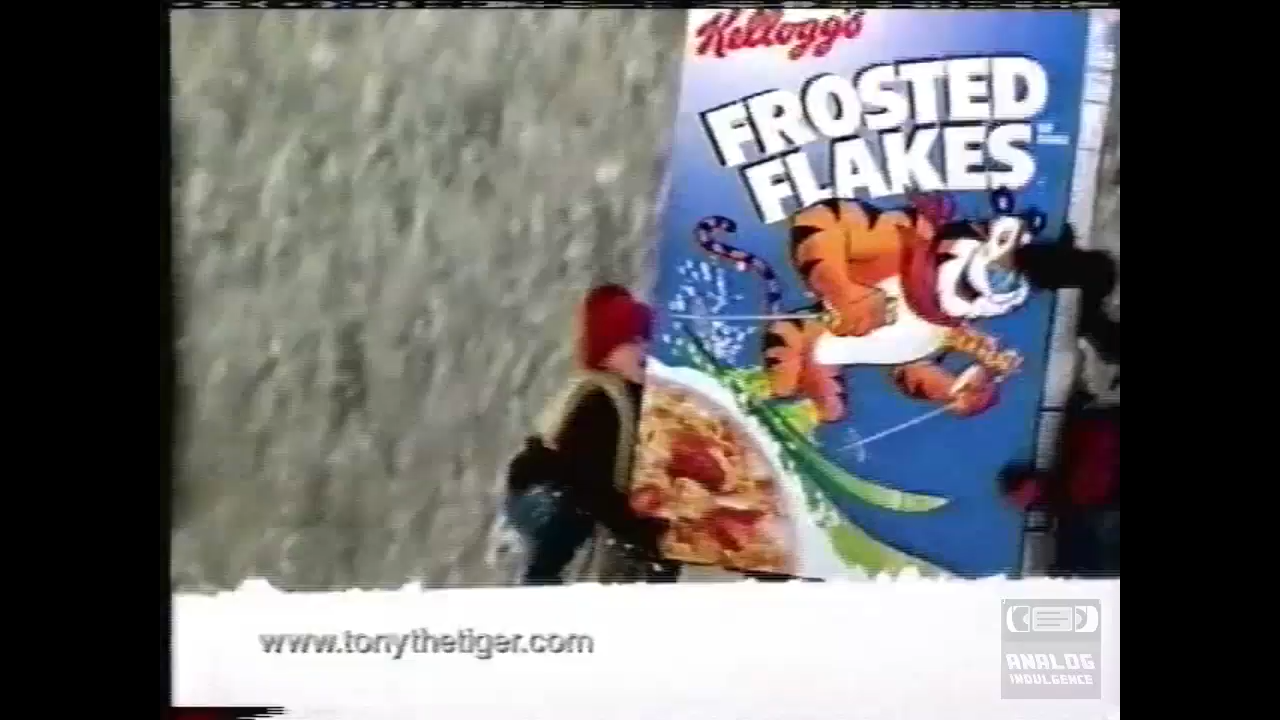 Kellogg's
FROSTED
FLAKES
www.tonythetiger.com
ANALOG
INDULGENCE